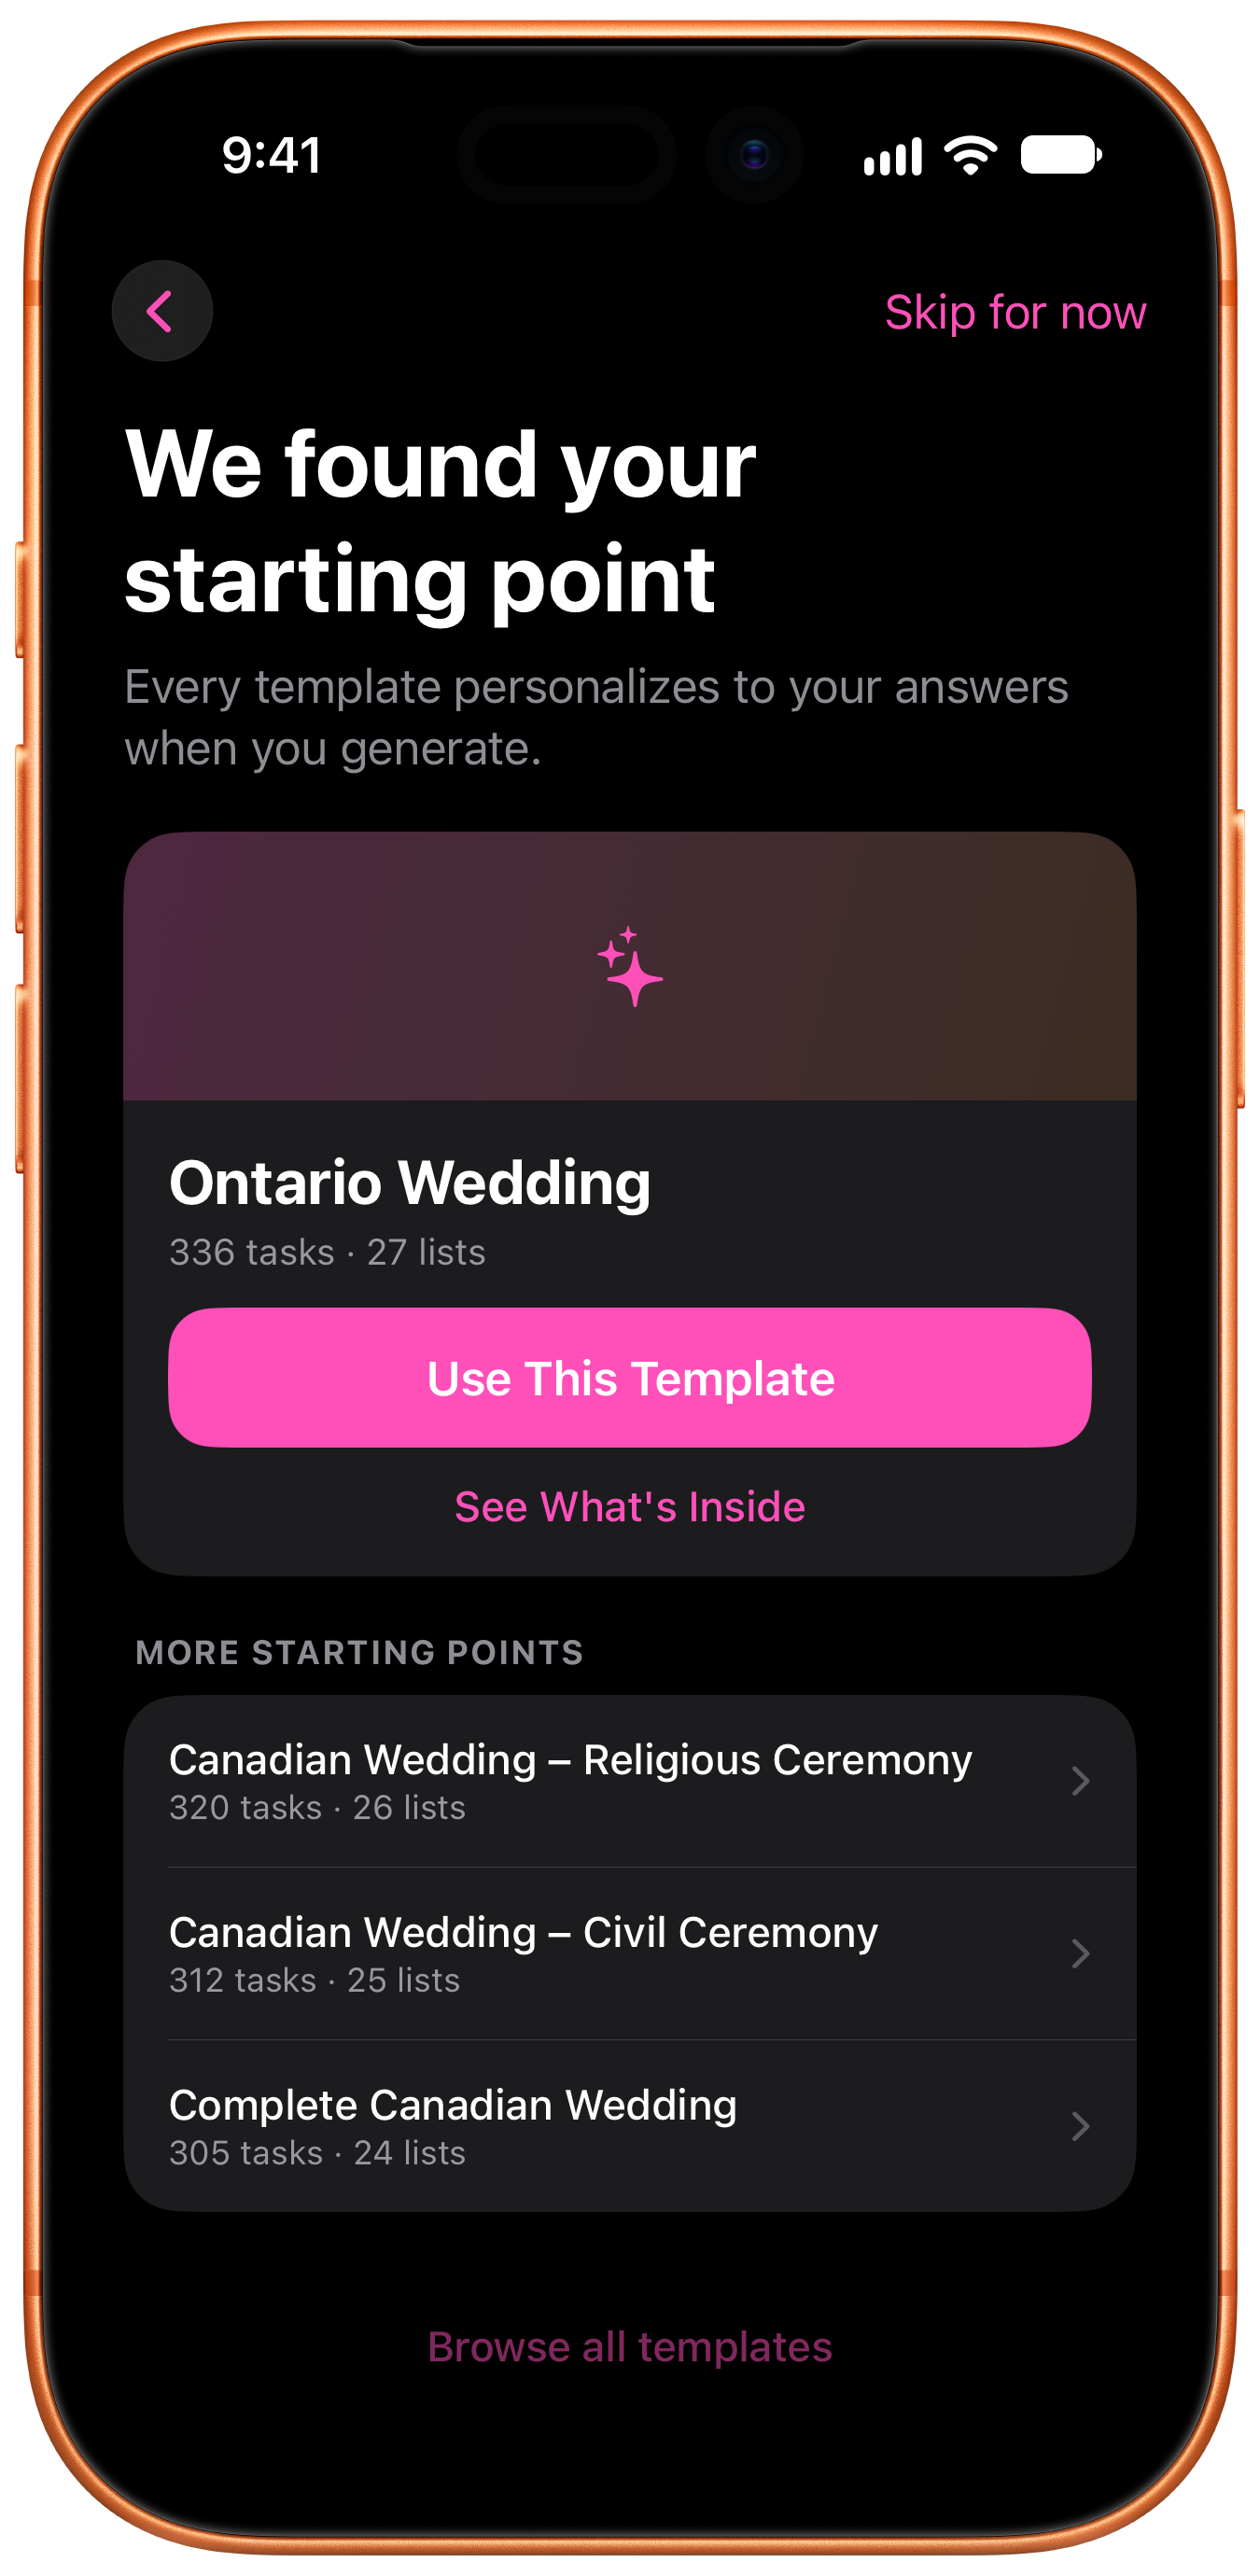 9:41
Skip for now
We found your
starting point
Every template personalizes to your answers
when you generate.
Ontario Wedding
336 tasks · 27 lists
Use This Template
See What's Inside
MORE STARTING POINTS
Canadian Wedding – Religious Ceremony
320 tasks · 26 lists
Canadian Wedding – Civil Ceremony
312 tasks · 25 lists
Complete Canadian Wedding
305 tasks · 24 lists
Browse all templates